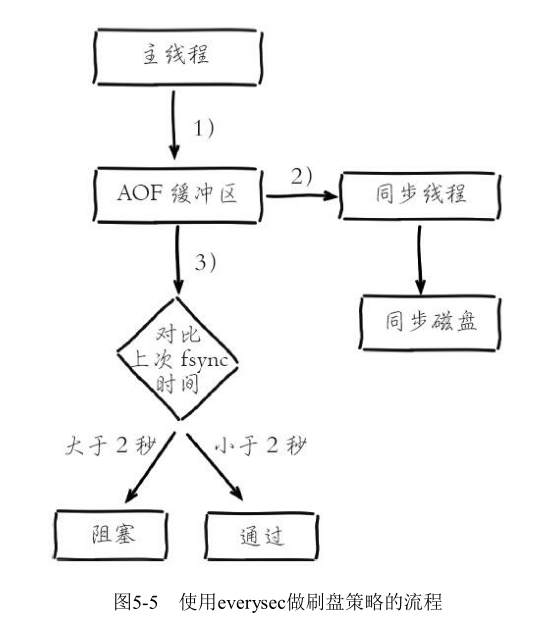 主线程
1)
AOF 缓冲区
2)
同步线程
3)
同步磁盘
对比
上次 fsync
时间
大于 2 秒
小于 2 秒
阻塞
通过
图5-5 使用everysec做刷盘策略的流程